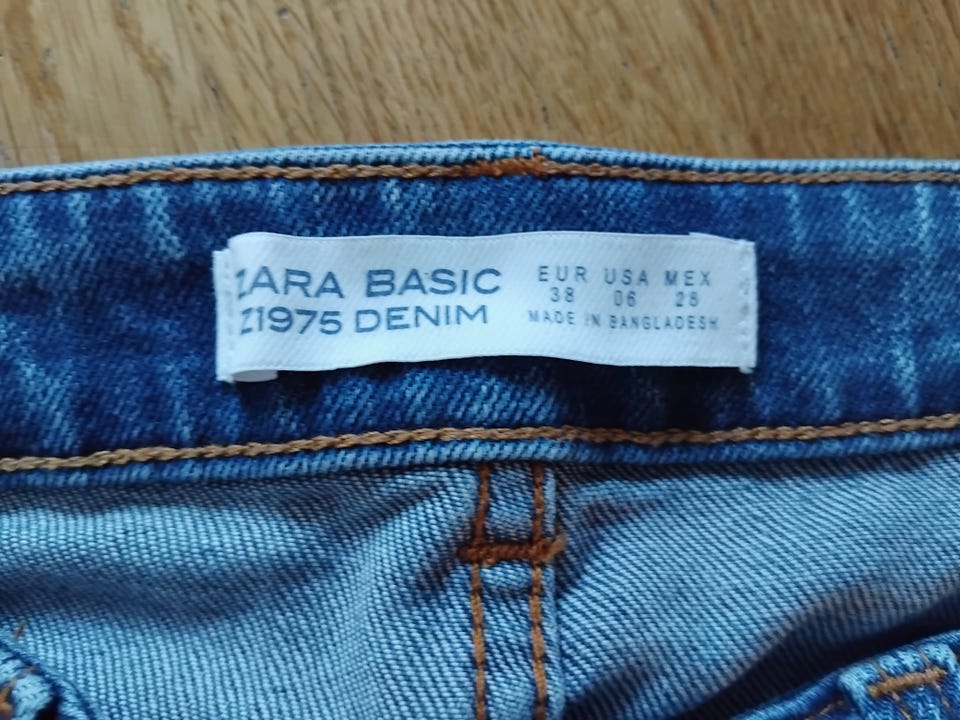 ZARA BASIC
Z1975 DENIM
EUR USA MEX
38 06 28
MADE IN BANGLADESH